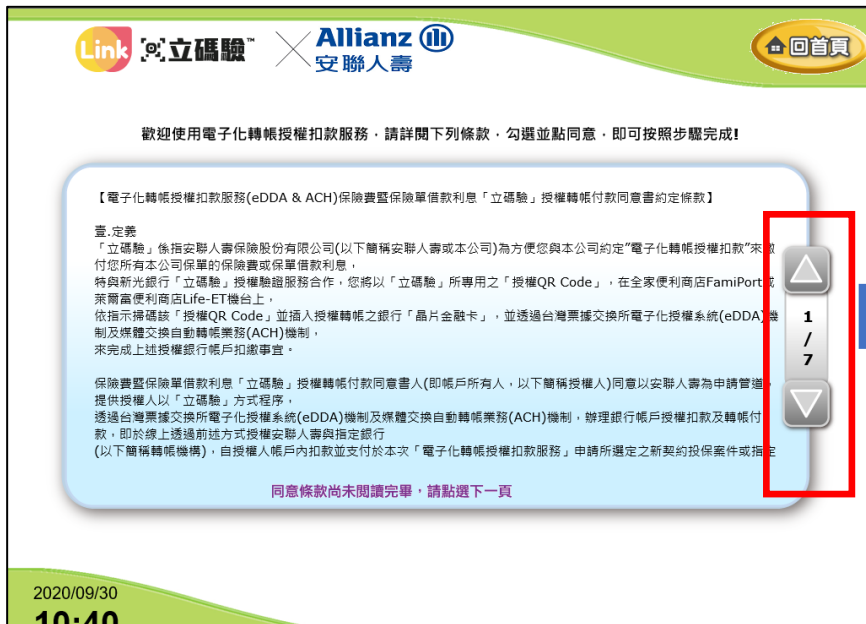 Link 立碼驗™ Allianz
安聯人壽
回首頁
歡迎使用電子化轉帳授權扣款服務，請詳閱下列條款，勾選並點同意，即可按照步驟完成!
【電子化轉帳授權扣款服務(eDDA & ACH)保險費暨保險單借款利息「立碼驗」授權轉帳付款同意書約定條款】
壹.定義
「立碼驗」係指安聯人壽保險股份有限公司(以下簡稱安聯人壽或本公司)為方便您與本公司約定"電子化轉帳授權扣款"來繳
付您所有本公司保單的保險費或保單借款利息，
特與新光銀行「立碼驗」授權驗證服務合作，您將以「立碼驗」所專用之「授權QR Code」，在全家便利商店FamiPort或
萊爾富便利商店Life-ET機台上，
依指示掃碼該「授權QR Code」並插入授權轉帳之銀行「晶片金融卡」，並透過台灣票據交換所電子化授權系統(eDDA)機
制及媒體交換自動轉帳業務(ACH)機制，
來完成上述授權銀行帳戶扣繳事宜。
保險費暨保險單借款利息「立碼驗」授權轉帳付款同意書人(即帳戶所有人，以下簡稱授權人)同意以安聯人壽為申請管道，
提供授權人以「立碼驗」方式程序，
透過台灣票據交換所電子化授權系統(eDDA)機制及媒體交換自動轉帳業務(ACH)機制，辦理銀行帳戶授權扣款及轉帳付
款，即於線上透過前述方式授權安聯人壽與指定銀行
(以下簡稱轉帳機構)，自授權人帳戶內扣款並支付於本次「電子化轉帳授權扣款服務」申請所選定之新契約投保案件或指定
1
/
7
同意條款尚未閱讀完畢，請點選下一頁
2020/09/30
10:40